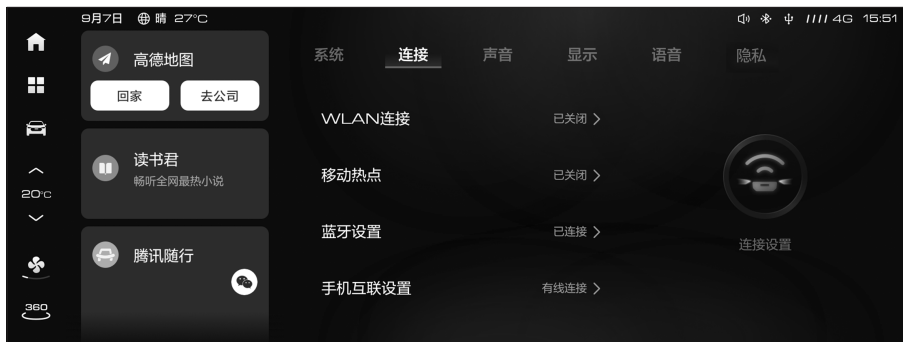 9月7日 晴 27°C
4G 15:51
高德地图
回家 去公司
读书君
畅听全网最热小说
腾讯随行
20°C
360
系统 连接 声音 显示 语音 隐私
WLAN连接 已关闭
移动热点 已关闭
蓝牙设置 已连接
手机互联设置 有线连接
连接设置